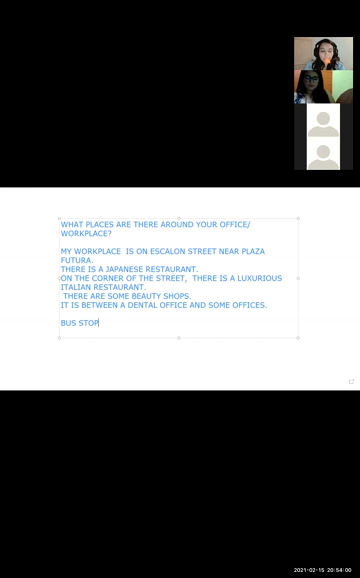 WHAT PLACES ARE THERE AROUND YOUR OFFICE/
WORKPLACE?
MY WORKPLACE  IS ON ESCALON STREET NEAR PLAZA
FUTURA.
THERE IS A JAPANESE RESTAURANT.
ON THE CORNER OF THE STREET,  THERE IS A LUXURIOUS
ITALIAN RESTAURANT.
THERE ARE SOME BEAUTY SHOPS.
IT IS BETWEEN A DENTAL OFFICE AND SOME OFFICES.
BUS STOP
2021-02-15 20:54:00